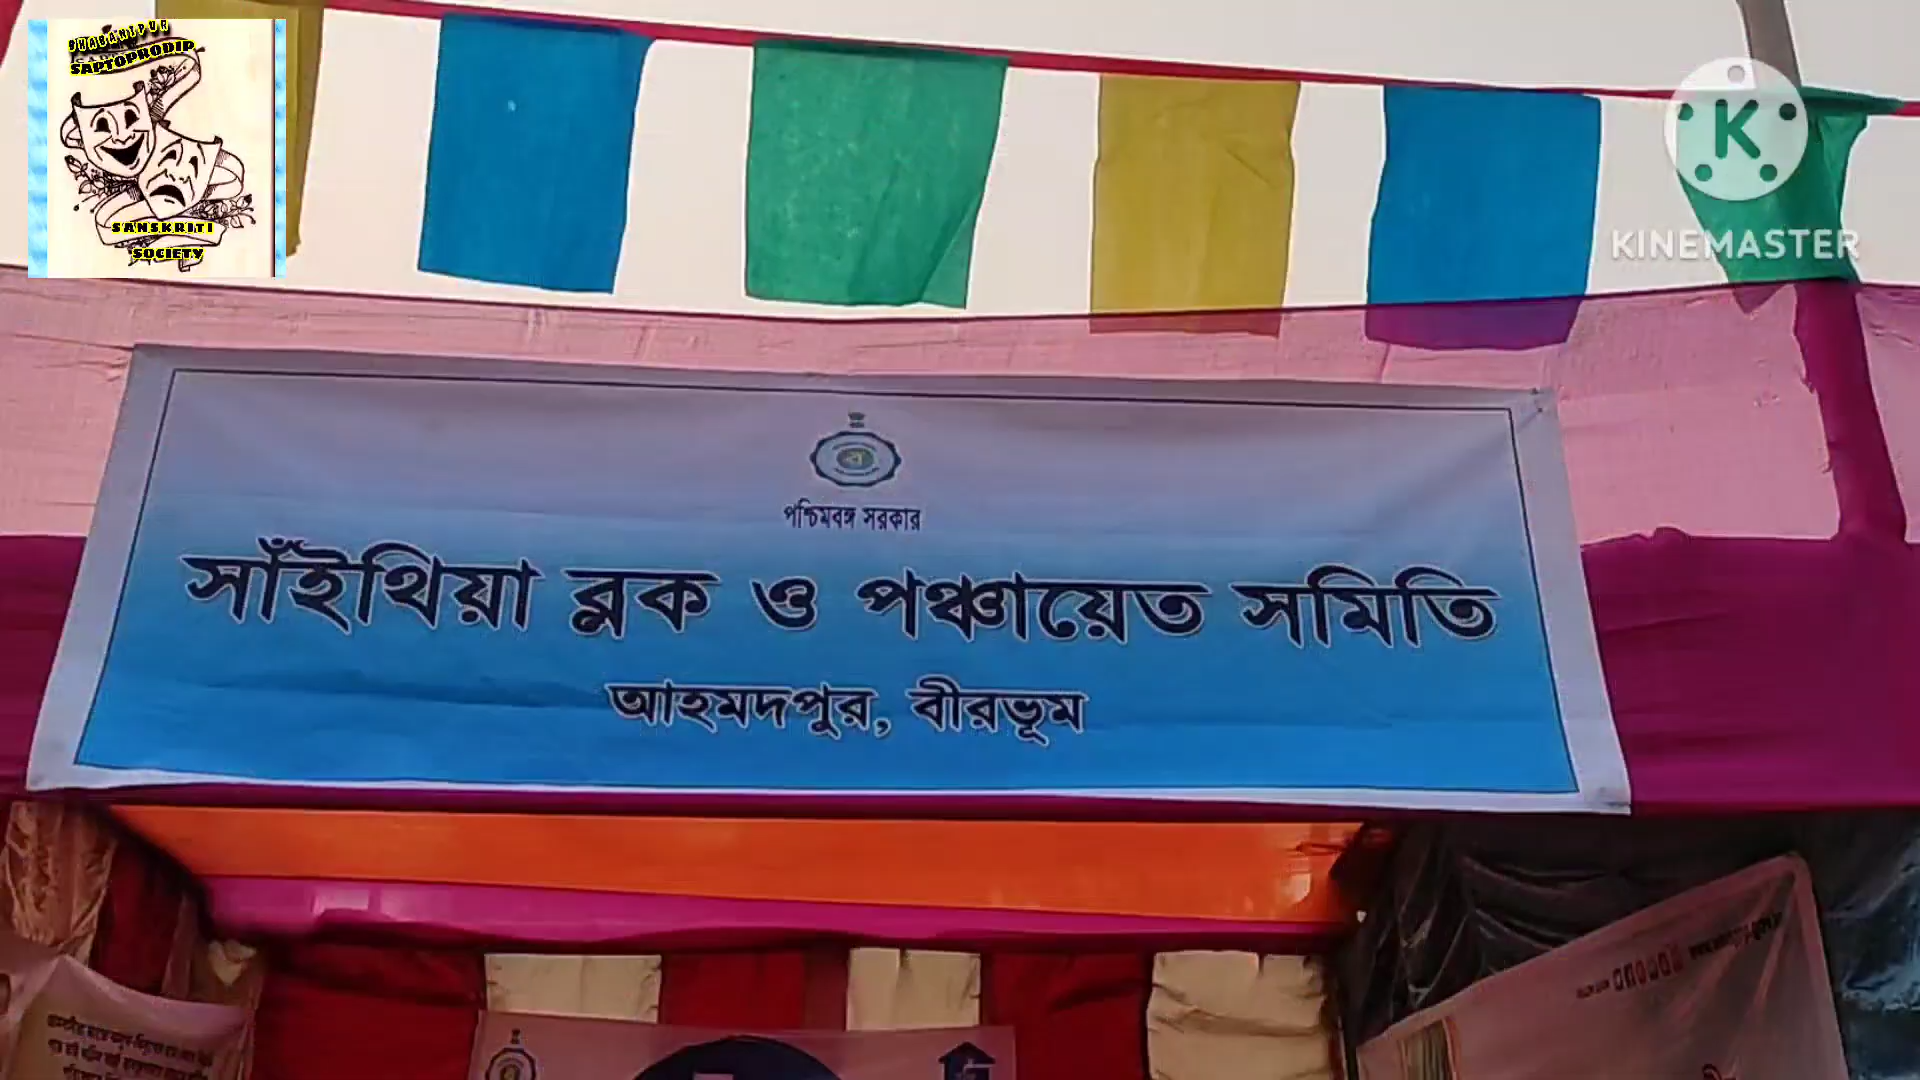 BHABANIPUR
SAPTOPRODIP
SANSKRITI
SOCIETY
KINEMASTER
পশ্চিমবঙ্গ সরকার
সাঁইথিয়া ব্লক ও পঞ্চায়েত সমিতি
আহমদপুর, বীরভূম